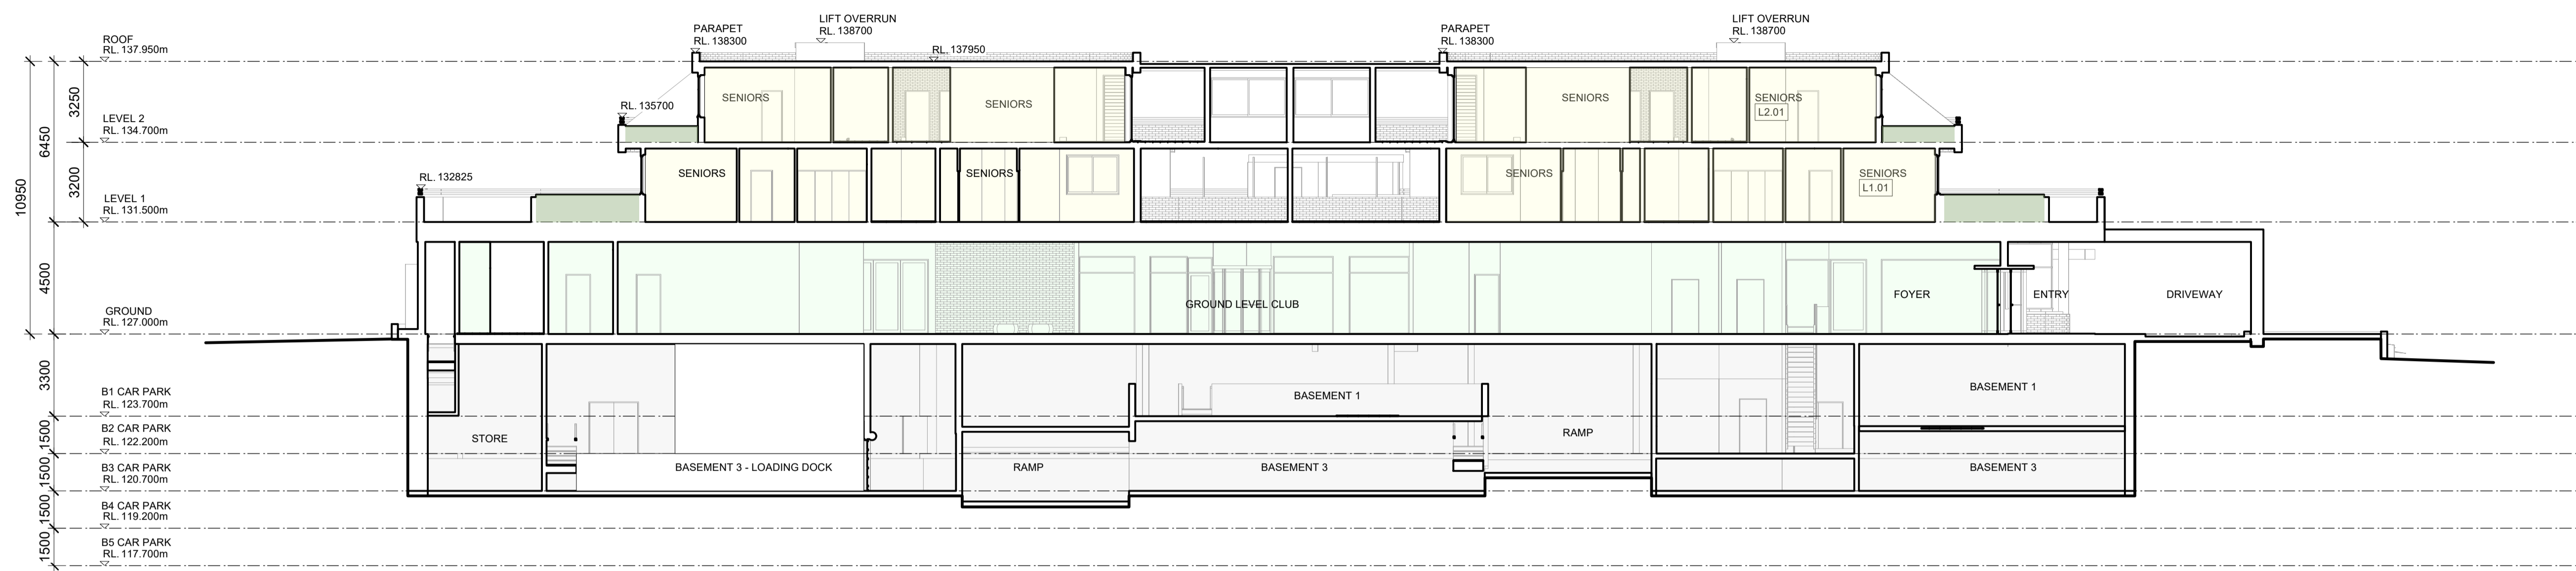 LIFT OVERRUN
RL. 138700
LIFT OVERRUN
RL. 138700
PARAPET
RL. 138300
PARAPET
RL. 138300
ROOF
RL. 137.950m
RL. 137950
3250
SENIORS
SENIORS
SENIORS
SENIORS
L2.01
RL. 135700
LEVEL 2
RL. 134.700m
6450
10950
3200
SENIORS
SENIORS
SENIORS
SENIORS
L1.01
RL. 132825
LEVEL 1
RL. 131.500m
4500
GROUND LEVEL CLUB
FOYER
ENTRY
DRIVEWAY
GROUND
RL. 127.000m
3300
B1 CAR PARK
RL. 123.700m
BASEMENT 1
BASEMENT 1
1500
B2 CAR PARK
RL. 122.200m
STORE
RAMP
1500
B3 CAR PARK
RL. 120.700m
BASEMENT 3 - LOADING DOCK
RAMP
BASEMENT 3
BASEMENT 3
1500
B4 CAR PARK
RL. 119.200m
1500
B5 CAR PARK
RL. 117.700m